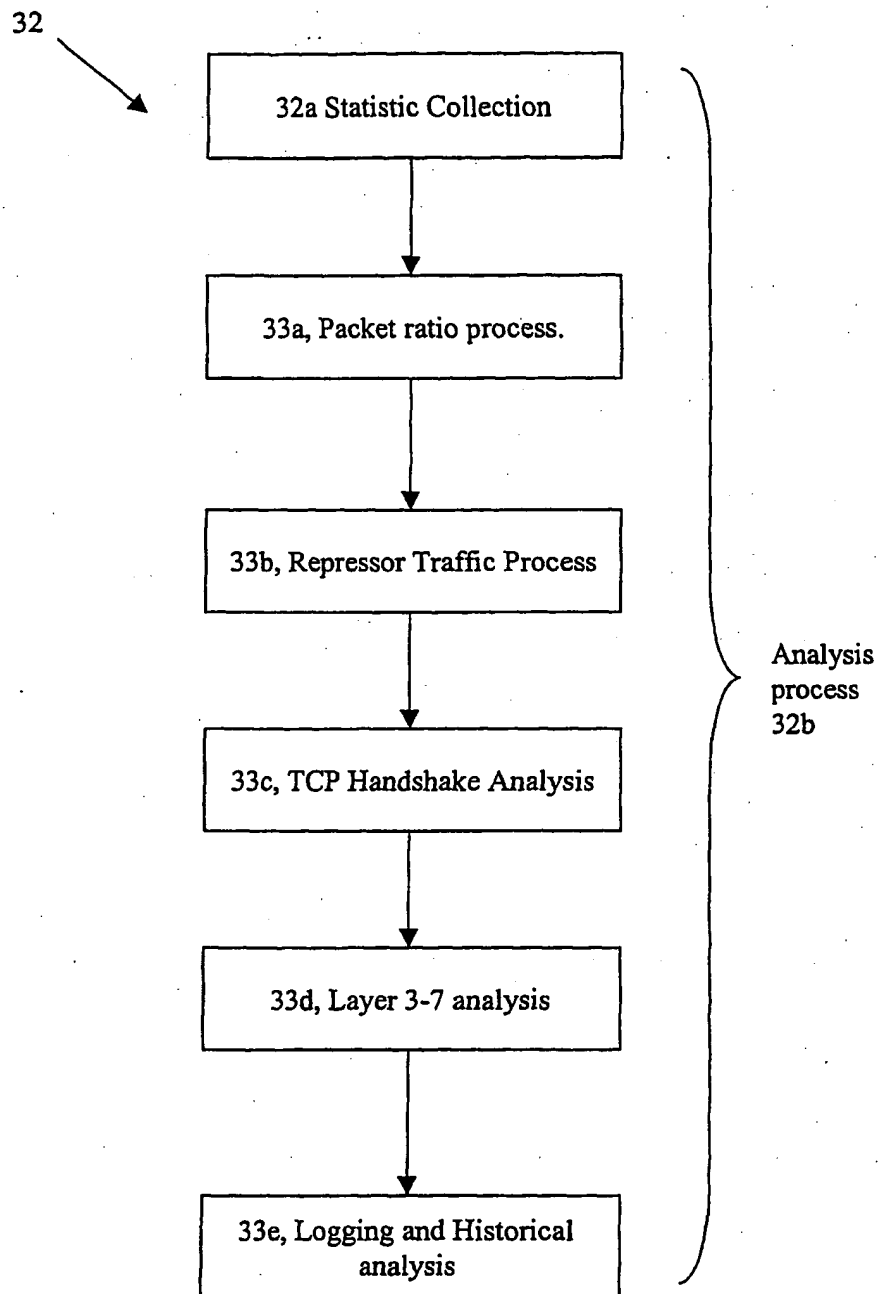 32
32a Statistic Collection
33a, Packet ratio process.
33b, Repressor Traffic Process
33c, TCP Handshake Analysis
Analysis
process
32b
33d, Layer 3-7 analysis
33e, Logging and Historical
analysis